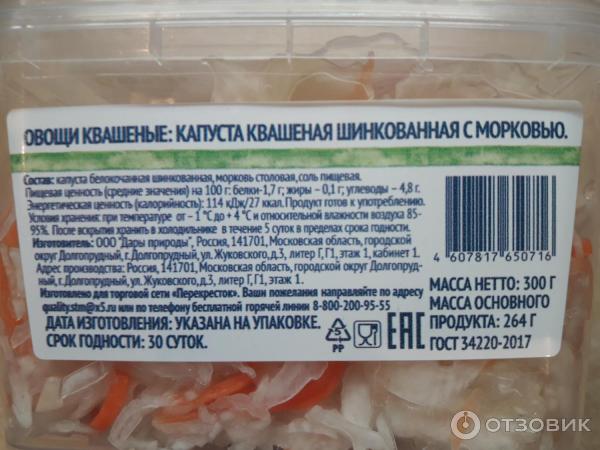 ОВОЩИ КВАШЕНЫЕ: КАПУСТА КВАШЕНАЯ ШИНКОВАННАЯ С МОРКОВЬЮ.
Состав: капуста белокочанная шинкованная, морковь столовая, соль пищевая.
Пищевая ценность (средние значения) на 100 г: белки-1,7 г; жиры – 0,1 г; углеводы – 4,8 г.
Энергетическая ценность (калорийность): 114 кДж/27 ккал. Продукт готов к употреблению.
Условия хранения: при температуре от – 1 °C до + 4 °C и относительной влажности воздуха 85-
95%. После вскрытия хранить в холодильнике в течение 5 суток в пределах срока годности.
Изготовитель: ООО "Дары природы", Россия, 141701, Московская область, городской
округ Долгопрудный, г.Долгопрудный, ул. Жуковского, д.3, литер Г, Г1, этаж 1, кабинет 1.
Адрес производства: Россия, 141701, Московская область, городской округ Долгопруд-
ный, г.Долгопрудный, ул. Жуковского, д.3, литер Г, Г1, этаж 1.
Изготовлено для торговой сети «Перекресток». Ваши пожелания направляйте по адресу
quality.stm@x5.ru или по телефону бесплатной горячей линии 8-800-200-95-55
ДАТА ИЗГОТОВЛЕНИЯ: УКАЗАНА НА УПАКОВКЕ.
СРОК ГОДНОСТИ: 30 СУТОК.
5
PP
EAC
4 607817 650716
МАССА НЕТТО: 300 Г
МАССА ОСНОВНОГО
ПРОДУКТА: 264 Г
ГОСТ 34220-2017
ОТЗОВИК